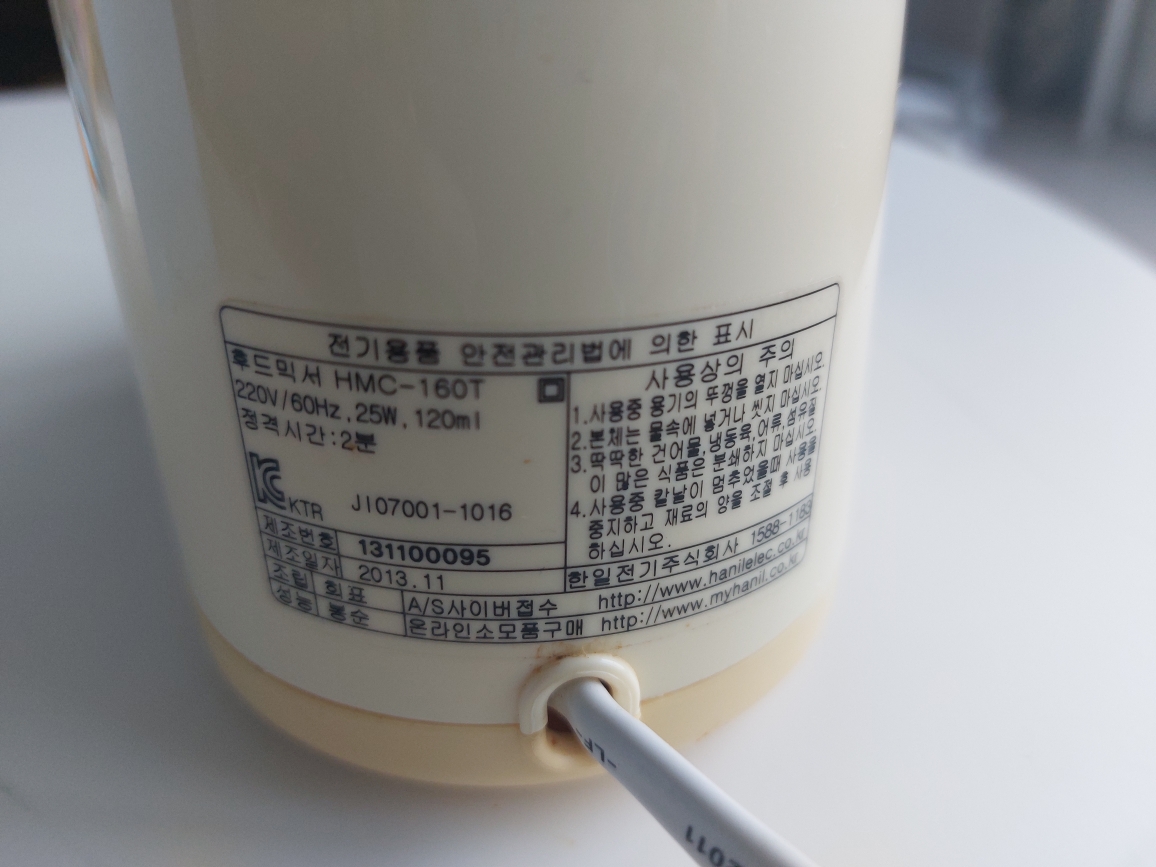 전기용품 안전관리법에 의한 표시
후드믹서 HMC-160T
220V/60Hz, 25W, 120ml
정격시간:2분
KC
KTR JI07001-1016
제조번호 131100095
제조일자 2013.11
조립 희표
성능 봉순
사용상의 주의
1.사용중 용기의 뚜껑을 열지 마십시오.
2.본체는 물속에 넣거나 씻지 마십시오.
3.딱딱한 건어물,냉동육,어류,섬유질
이 많은 식품은 분쇄하지 마십시오.
4.사용중 칼날이 멈추었을때 사용을
중지하고 재료의 양을 조절 후 사용
하십시오.
한일전기주식회사 1588-1183
A/S사이버접수 http://www.hanilelec.co.kr
온라인소모품구매 http://www.myhanil.co.kr
-LF-
2011